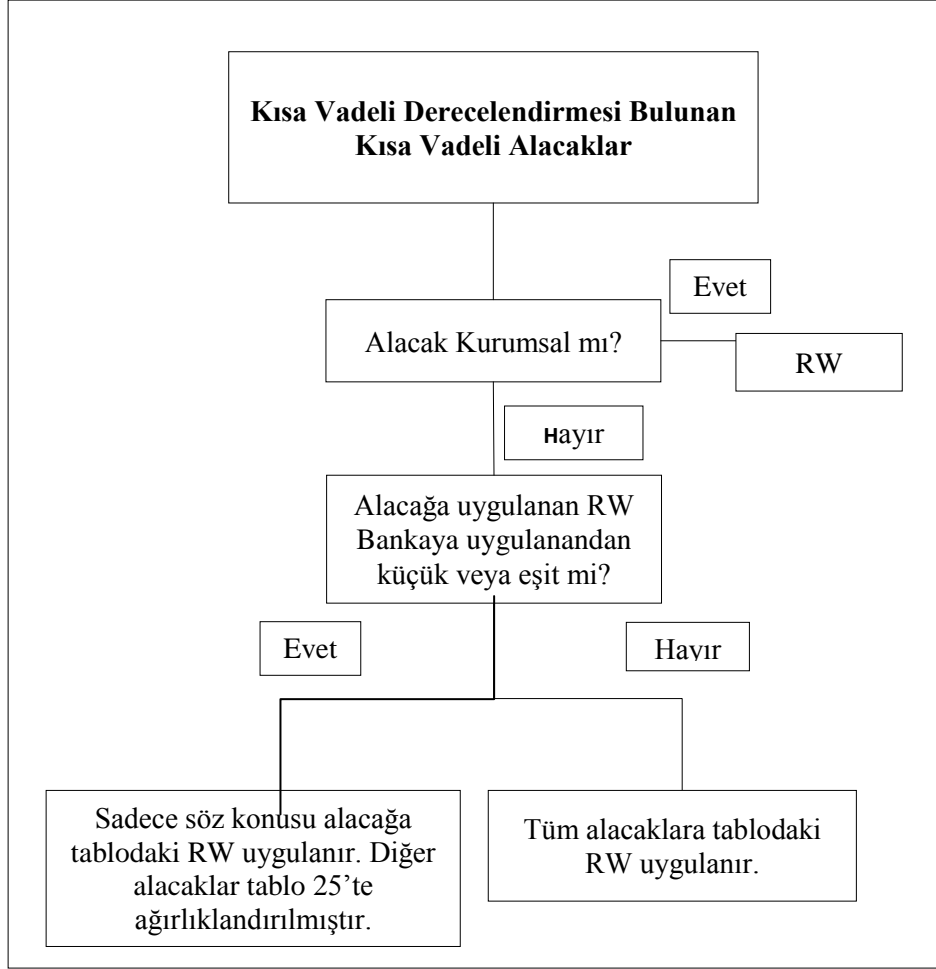 Kısa Vadeli Derecelendirmesi Bulunan
Kısa Vadeli Alacaklar
Evet
Alacak Kurumsal mı?
RW
Hayır
Alacağa uygulanan RW
Bankaya uygulanandan
küçük veya eşit mi?
Evet
Hayır
Sadece söz konusu alacağa
tablodaki RW uygulanır. Diğer
alacaklar tablo 25’te
ağırlıklandırılmıştır.
Tüm alacaklara tablodaki
RW uygulanır.